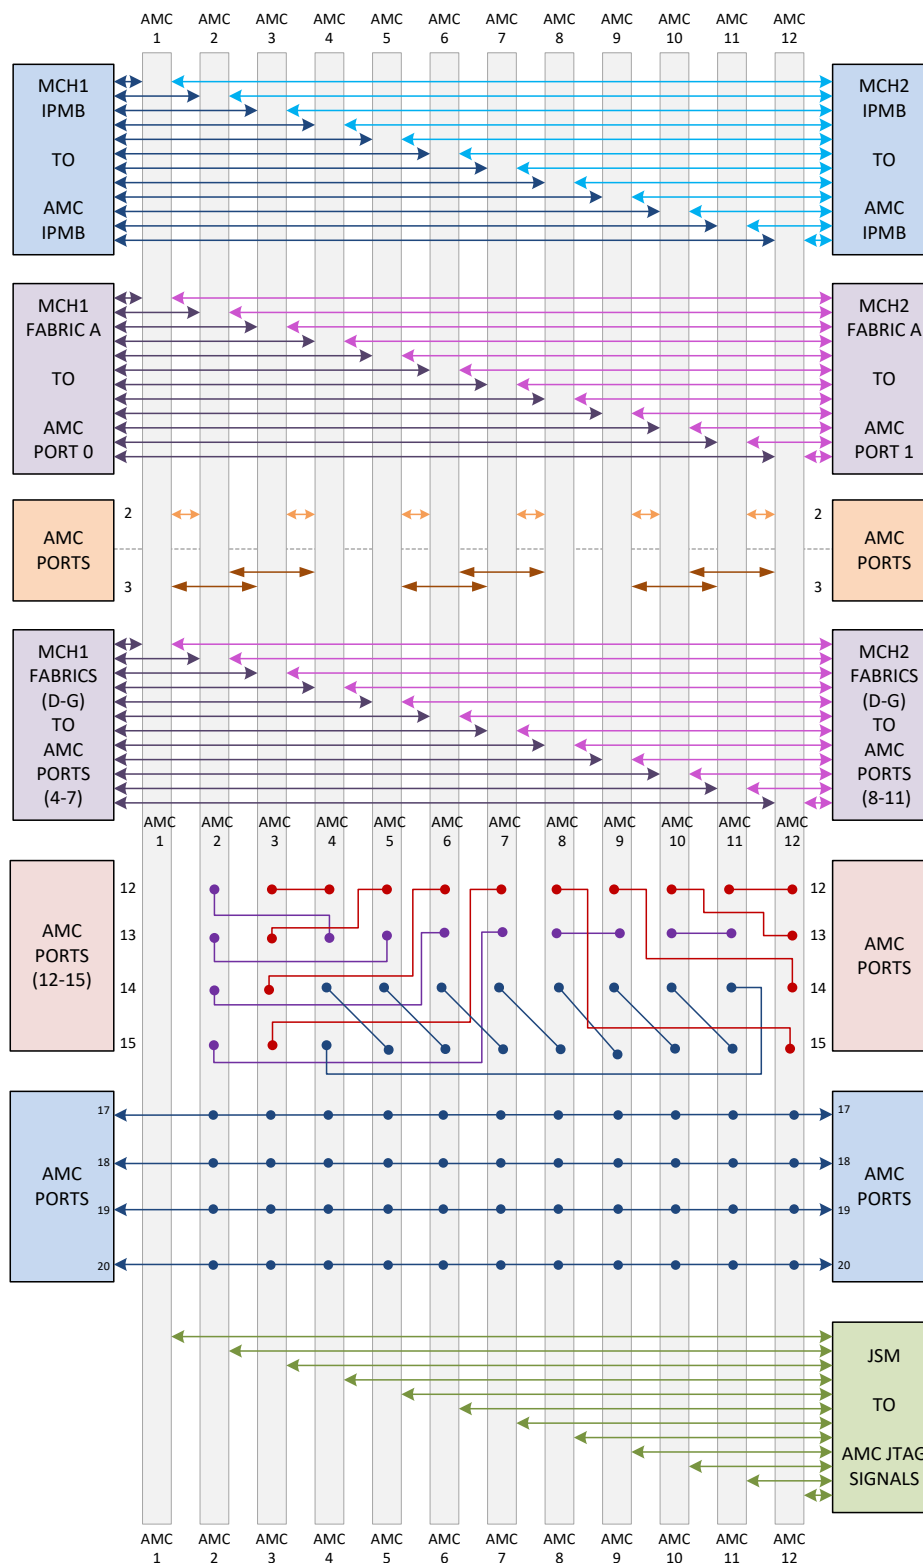 AMC AMC AMC AMC AMC AMC AMC AMC AMC AMC AMC AMC
1 2 3 4 5 6 7 8 9 10 11 12
MCH1
IPMB
TO
AMC
IPMB
MCH2
IPMB
TO
AMC
IPMB
MCH1
FABRIC A
TO
AMC
PORT 0
MCH2
FABRIC A
TO
AMC
PORT 1
AMC
PORTS
2
3
2
3
AMC
PORTS
MCH1
FABRICS
(D-G)
TO
AMC
PORTS
(4-7)
MCH2
FABRICS
(D-G)
TO
AMC
PORTS
(8-11)
AMC AMC AMC AMC AMC AMC AMC AMC AMC AMC AMC AMC
1 2 3 4 5 6 7 8 9 10 11 12
AMC
PORTS
(12-15)
12
13
14
15
12
13
14
15
AMC
PORTS
AMC
PORTS
17
18
19
20
17
18
19
20
AMC
PORTS
JSM
TO
AMC JTAG
SIGNALS
AMC AMC AMC AMC AMC AMC AMC AMC AMC AMC AMC AMC
1 2 3 4 5 6 7 8 9 10 11 12